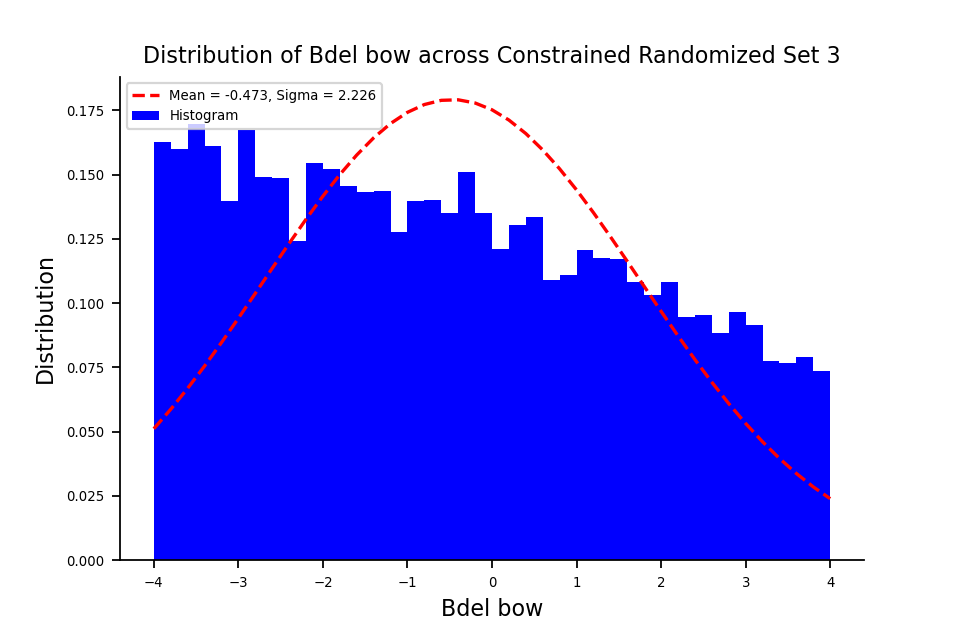 Distribution of Bdel bow across Constrained Randomized Set 3
Mean = -0.473, Sigma = 2.226
Histogram
Distribution
0.175
0.150
0.125
0.100
0.075
0.050
0.025
0.000
−4 −3 −2 −1 0 1 2 3 4
Bdel bow